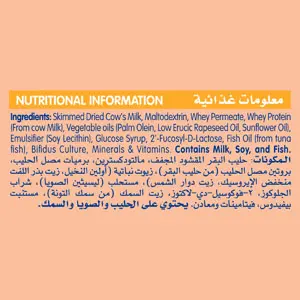 NUTRITIONAL INFORMATION
معلومات غذائية
Ingredients: Skimmed Dried Cow's Milk, Maltodextrin, Whey Permeate, Whey Protein
(From cow Milk), Vegetable oils (Palm Olein, Low Erucic Rapeseed Oil, Sunflower Oil),
Emulsifier (Soy Lecithin), Glucose Syrup, 2'-Fucosyl-D-Lactose, Fish Oil (from tuna
fish), Bifidus Culture, Minerals & Vitamins. Contains Milk, Soy, and Fish.
المكونات: حليب البقر المقشود المجفف، مالتودكسترين، برميات مصل الحليب،
بروتين مصل الحليب (من حليب البقر)، زيوت نباتية (أولين النخيل، زيت بذر اللفت
منخفض الإيروسيك، زيت دوار الشمس)، مستحلب (ليسيثين الصويا)، شراب
الجلوكوز، ٢-فوكوسيل-دي-لاكتوز، زيت السمك (من سمك التونة)، مستنبت
بيفيدوس، فيتامينات ومعادن. يحتوي على الحليب والصويا والسمك.